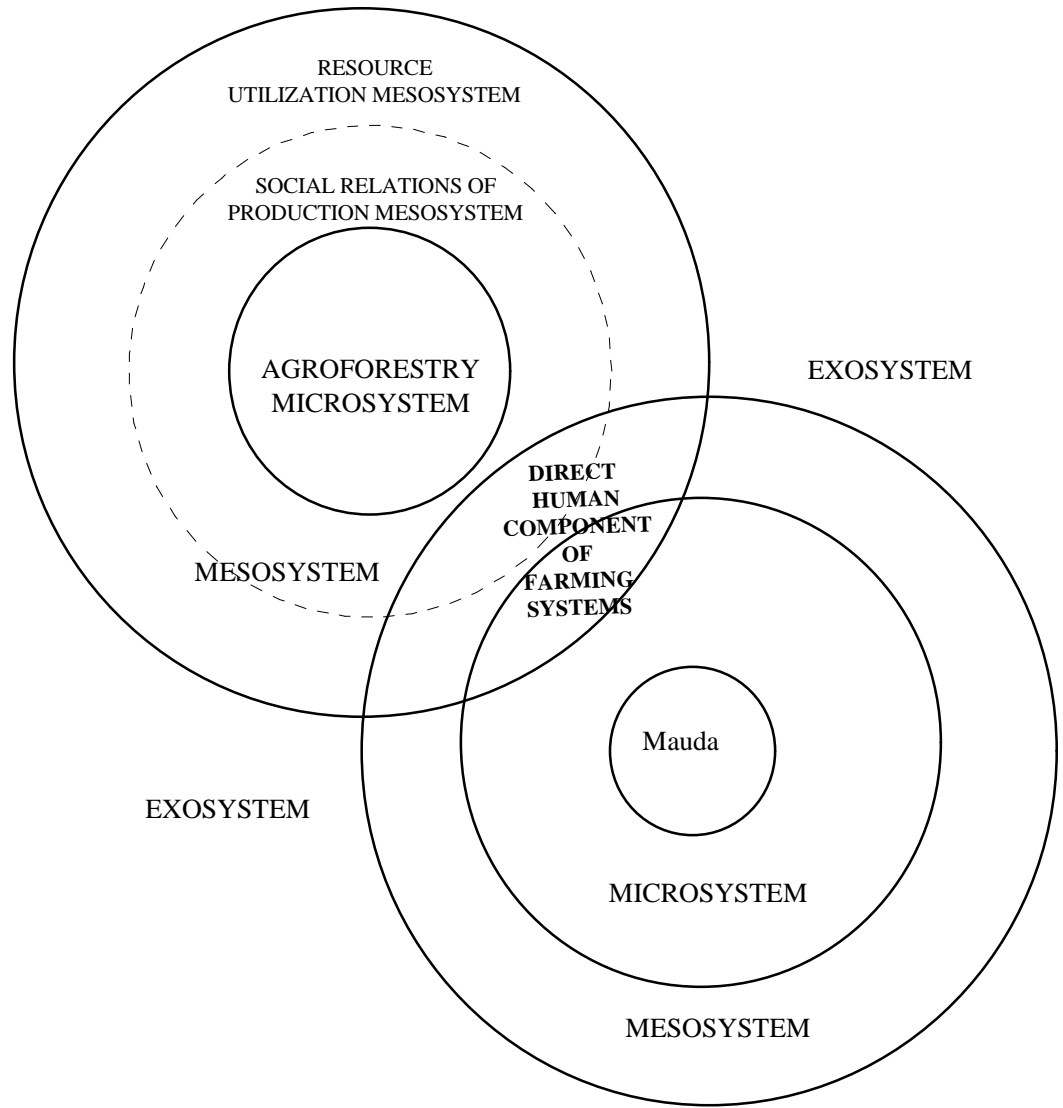 RESOURCE
UTILIZATION MESOSYSTEM
SOCIAL RELATIONS OF
PRODUCTION MESOSYSTEM
AGROFORESTRY
MICROSYSTEM
EXOSYSTEM
DIRECT
HUMAN
COMPONENT
OF
FARMING
SYSTEMS
MESOSYSTEM
Mauda
EXOSYSTEM
MICROSYSTEM
MESOSYSTEM